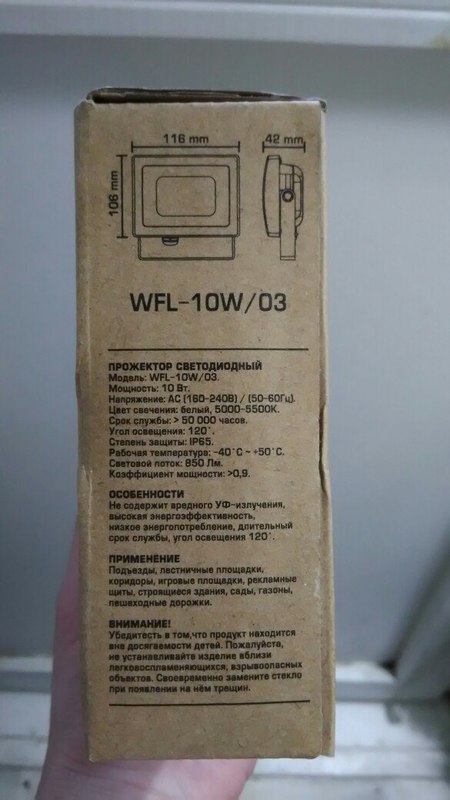 116 mm
42 mm
106 mm
WFL-10W/03
ПРОЖЕКТОР СВЕТОДИОДНЫЙ
Модель: WFL-10W/03.
Мощность: 10 Вт.
Напряжение: AC (160-240В) / (50-60Гц).
Цвет свечения: белый, 5000-5500К.
Срок службы: > 50 000 часов.
Угол освещения: 120˚.
Степень защиты: IP65.
Рабочая температура: -40˚С ~ +50˚С.
Световой поток: 850 Лм.
Коэффициент мощности: >0,9.
ОСОБЕННОСТИ
Не содержит вредного УФ-излучения,
высокая энергоэффективность,
низкое энергопотребление, длительный
срок службы, угол освещения 120˚.
ПРИМЕНЕНИЕ
Подъезды, лестничные площадки,
коридоры, игровые площадки, рекламные
щиты, строящиеся здания, сады, газоны,
пешеходные дорожки.
ВНИМАНИЕ!
Убедитесть в том,что продукт находится
вне досягаемости детей. Пожалуйста,
не устанавливайте изделие вблизи
легковоспламеняющихся, взрывоопасных
объектов. Своевременно замените стекло
при появлении на нём трещин.